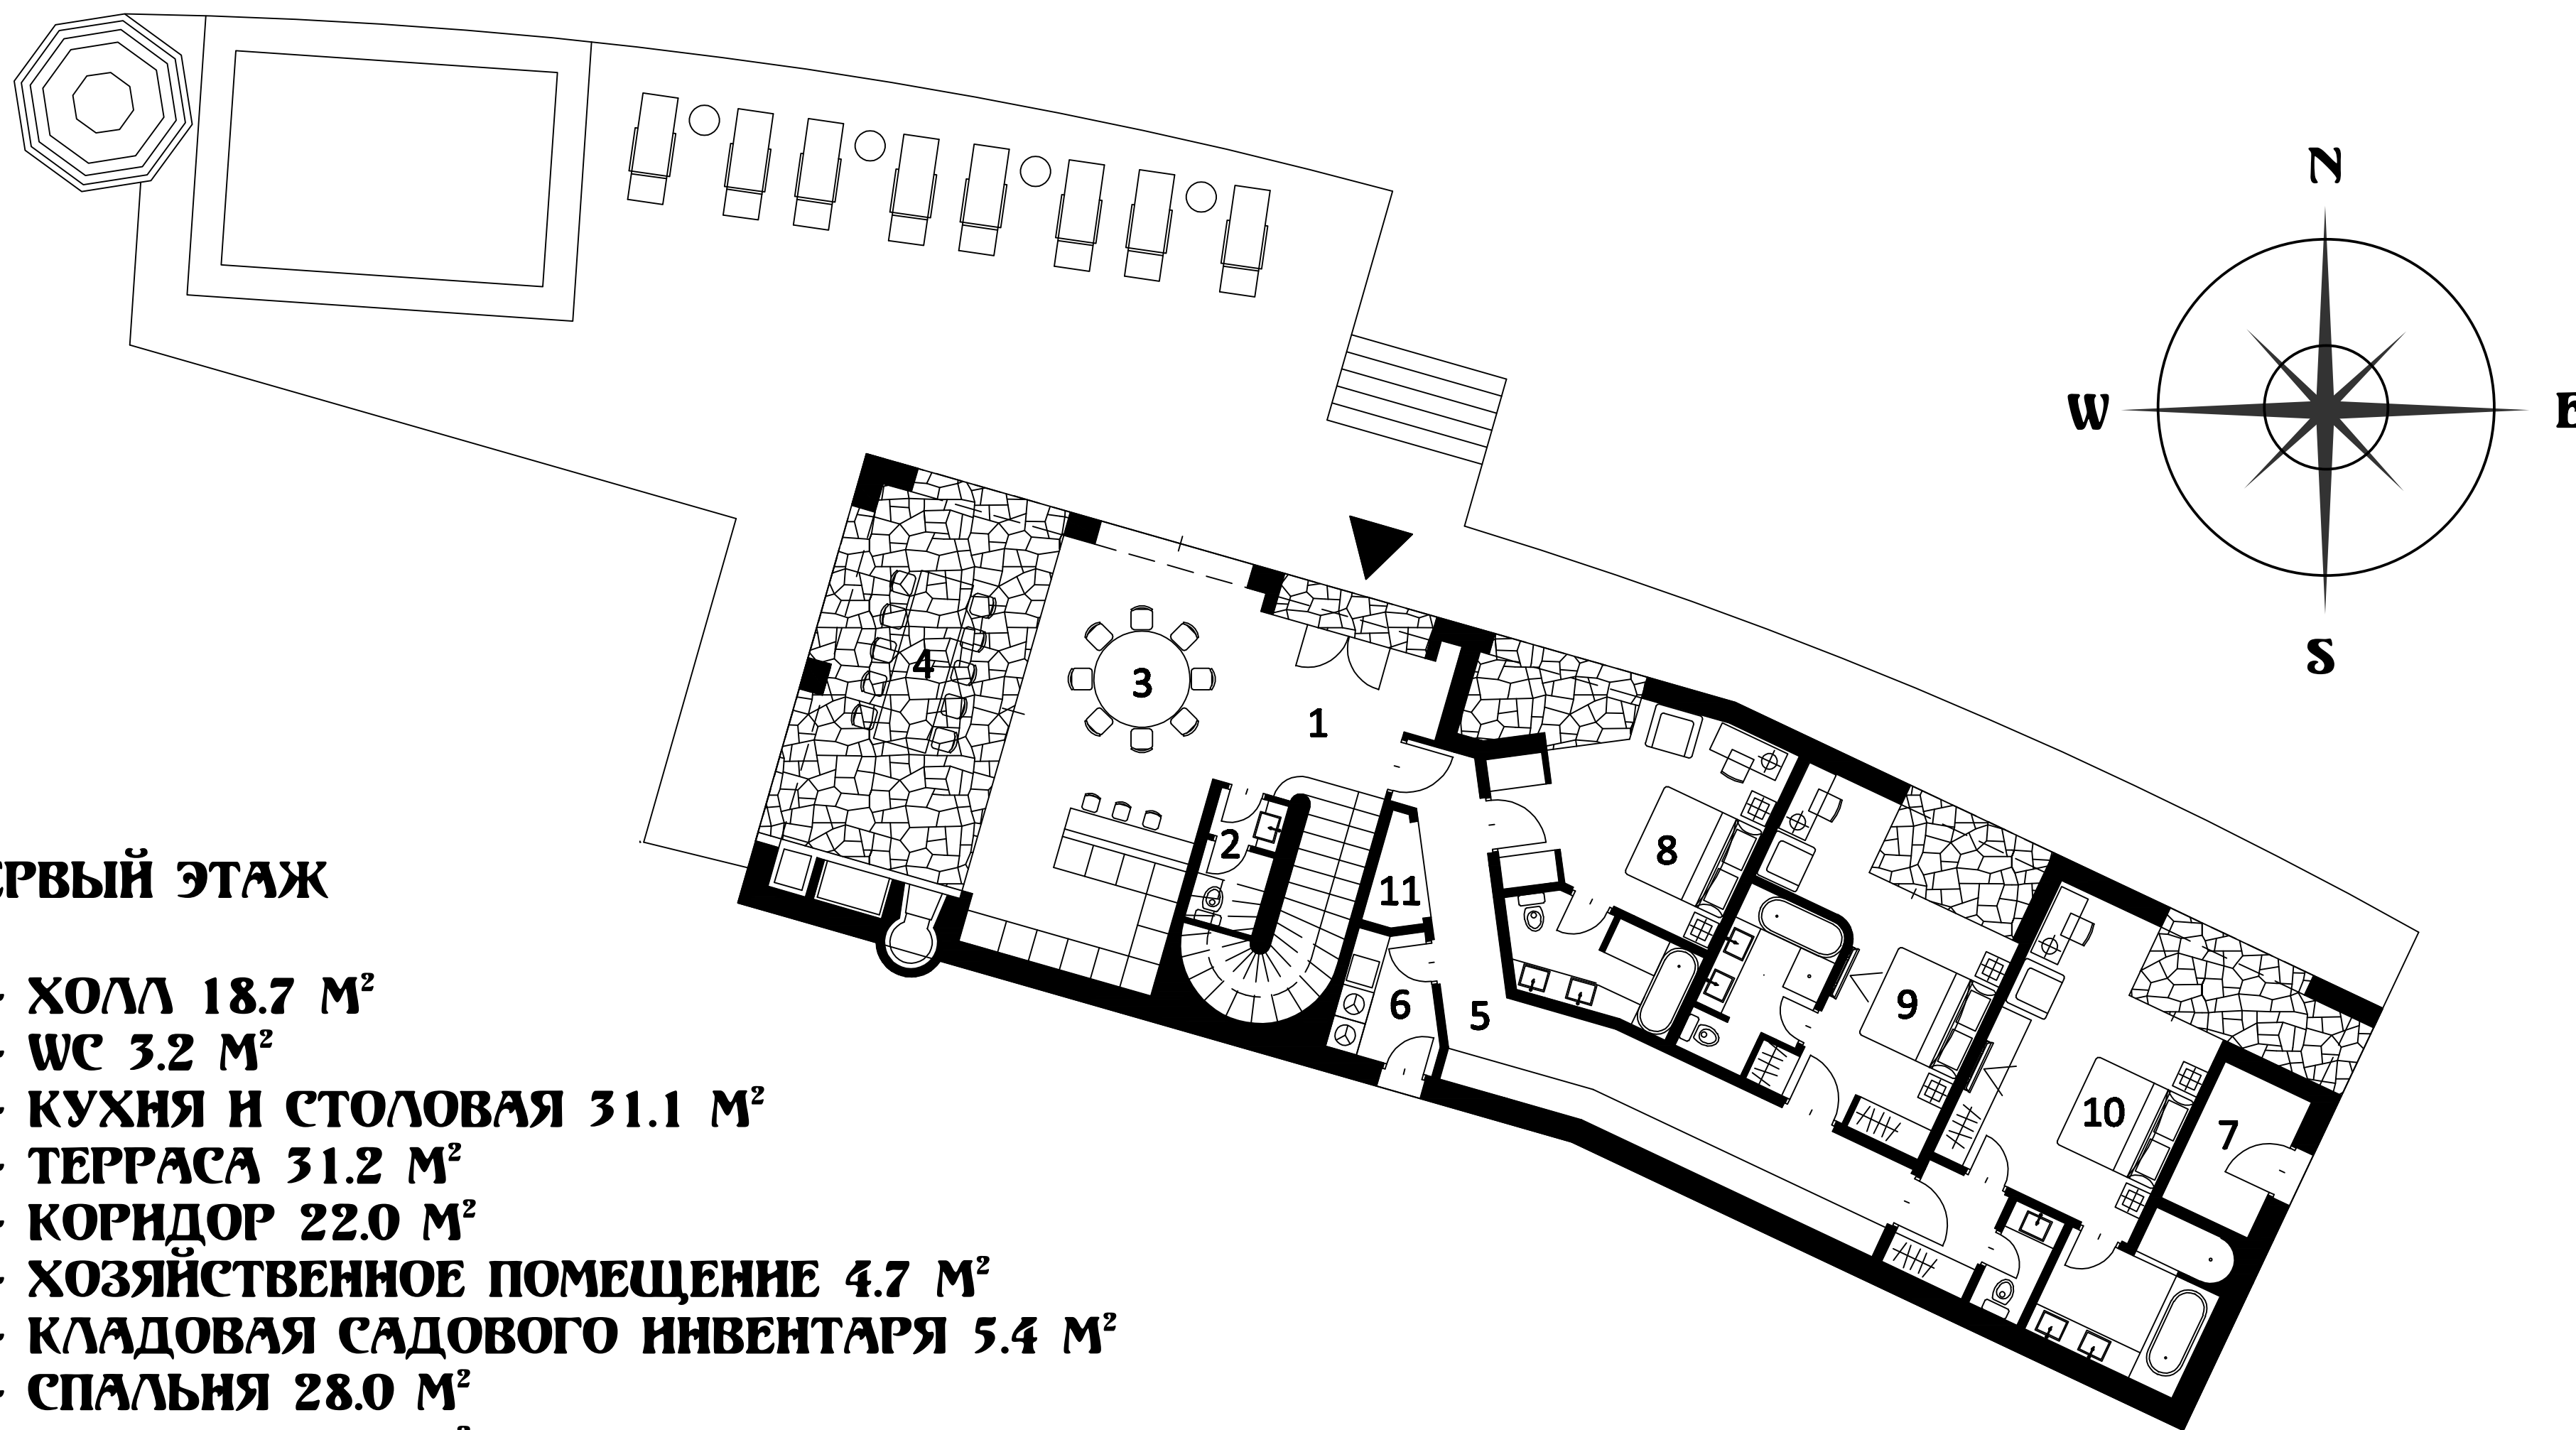 N
W
S
4
3
1
2
8
11
9
6
5
10
7
ЕРВЫЙ ЭТАЖ
- ХОЛЛ 18.7 М²
- WC 3.2 М²
- КУХНЯ И СТОЛОВАЯ 31.1 М²
- ТЕРРАСА 31.2 М²
- КОРИДОР 22.0 М²
- ХОЗЯЙСТВЕННОЕ ПОМЕЩЕНИЕ 4.7 М²
- КЛАДОВАЯ САДОВОГО ИНВЕНТАРЯ 5.4 М²
- СПАЛЬНЯ 28.0 М²